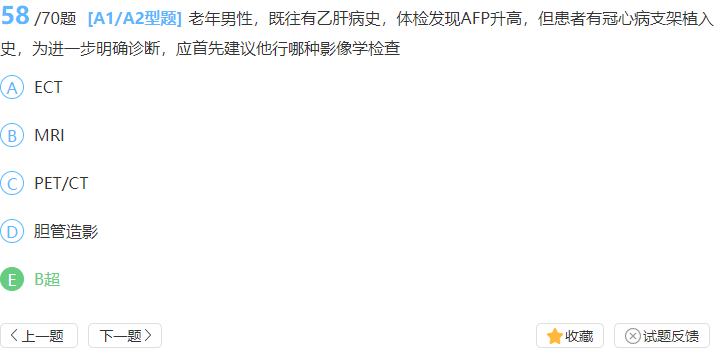 58 /70题 [A1/A2型题] 老年男性，既往有乙肝病史，体检发现AFP升高，但患者有冠心病支架植入
史，为进一步明确诊断，应首先建议他行哪种影像学检查
A ECT
B MRI
C PET/CT
D 胆管造影
E B超
上一题 下一题 收藏 试题反馈